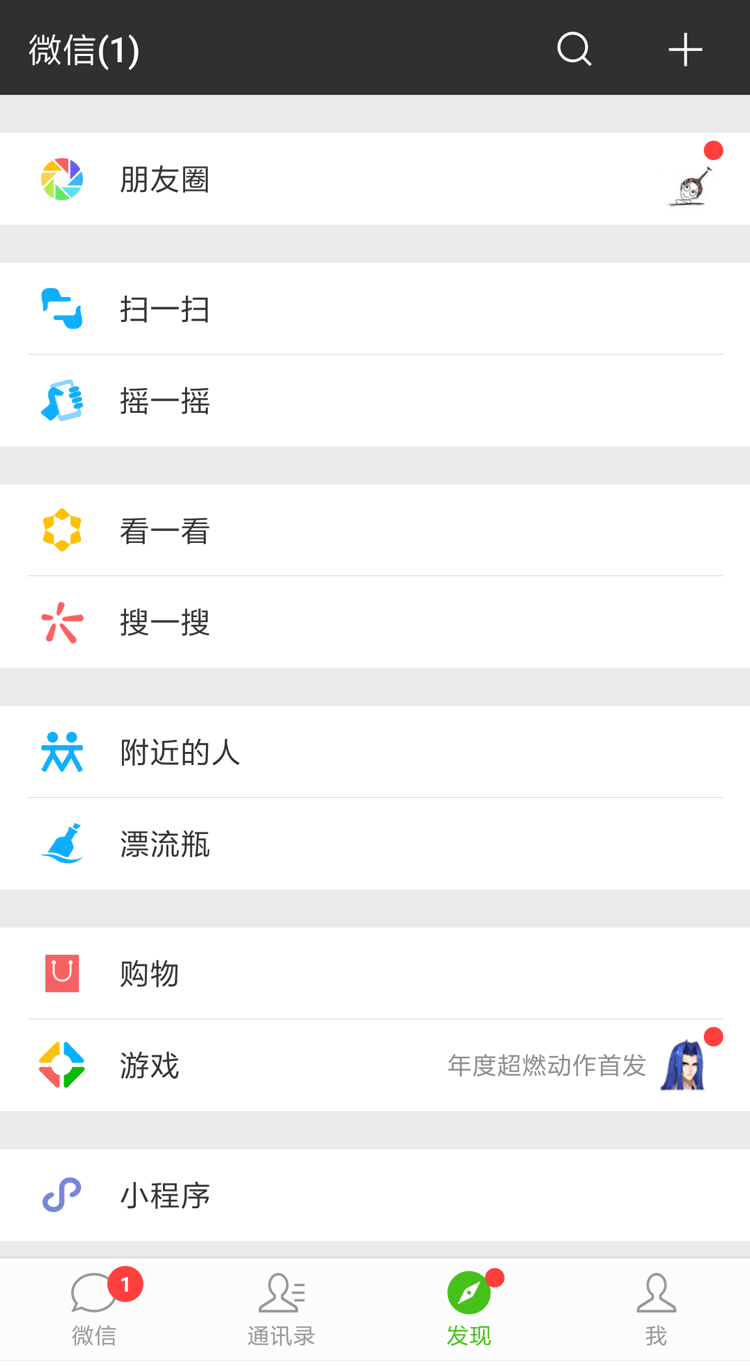 微信(1)
朋友圈
扫一扫
摇一摇
看一看
搜一搜
附近的人
漂流瓶
购物
游戏 年度超燃动作首发
小程序
1
微信 通讯录 发现 我